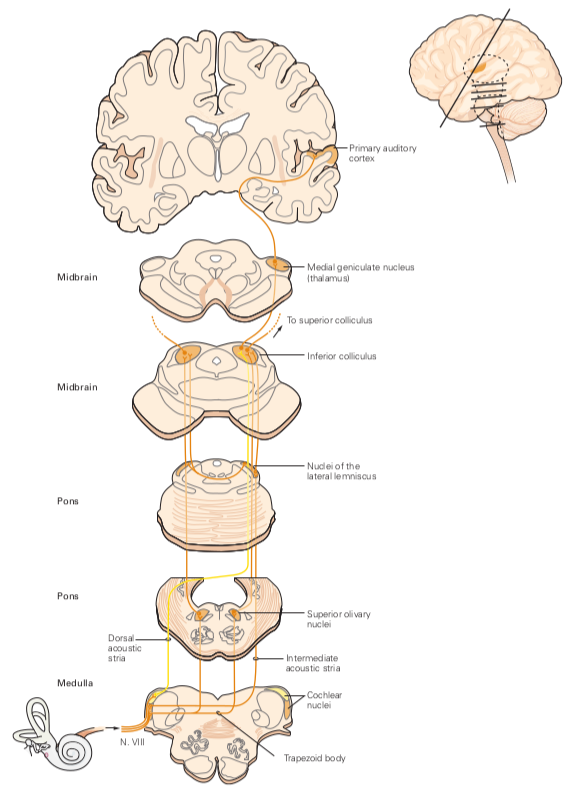 Primary auditory
cortex
Medial geniculate nucleus
(thalamus)
Midbrain
To superior colliculus
Inferior colliculus
Midbrain
Nuclei of the
lateral lemniscus
Pons
Pons
Superior olivary
nuclei
Dorsal
acoustic
stria
Intermediate
acoustic stria
Medulla
Cochlear
nuclei
N. VIII
Trapezoid body